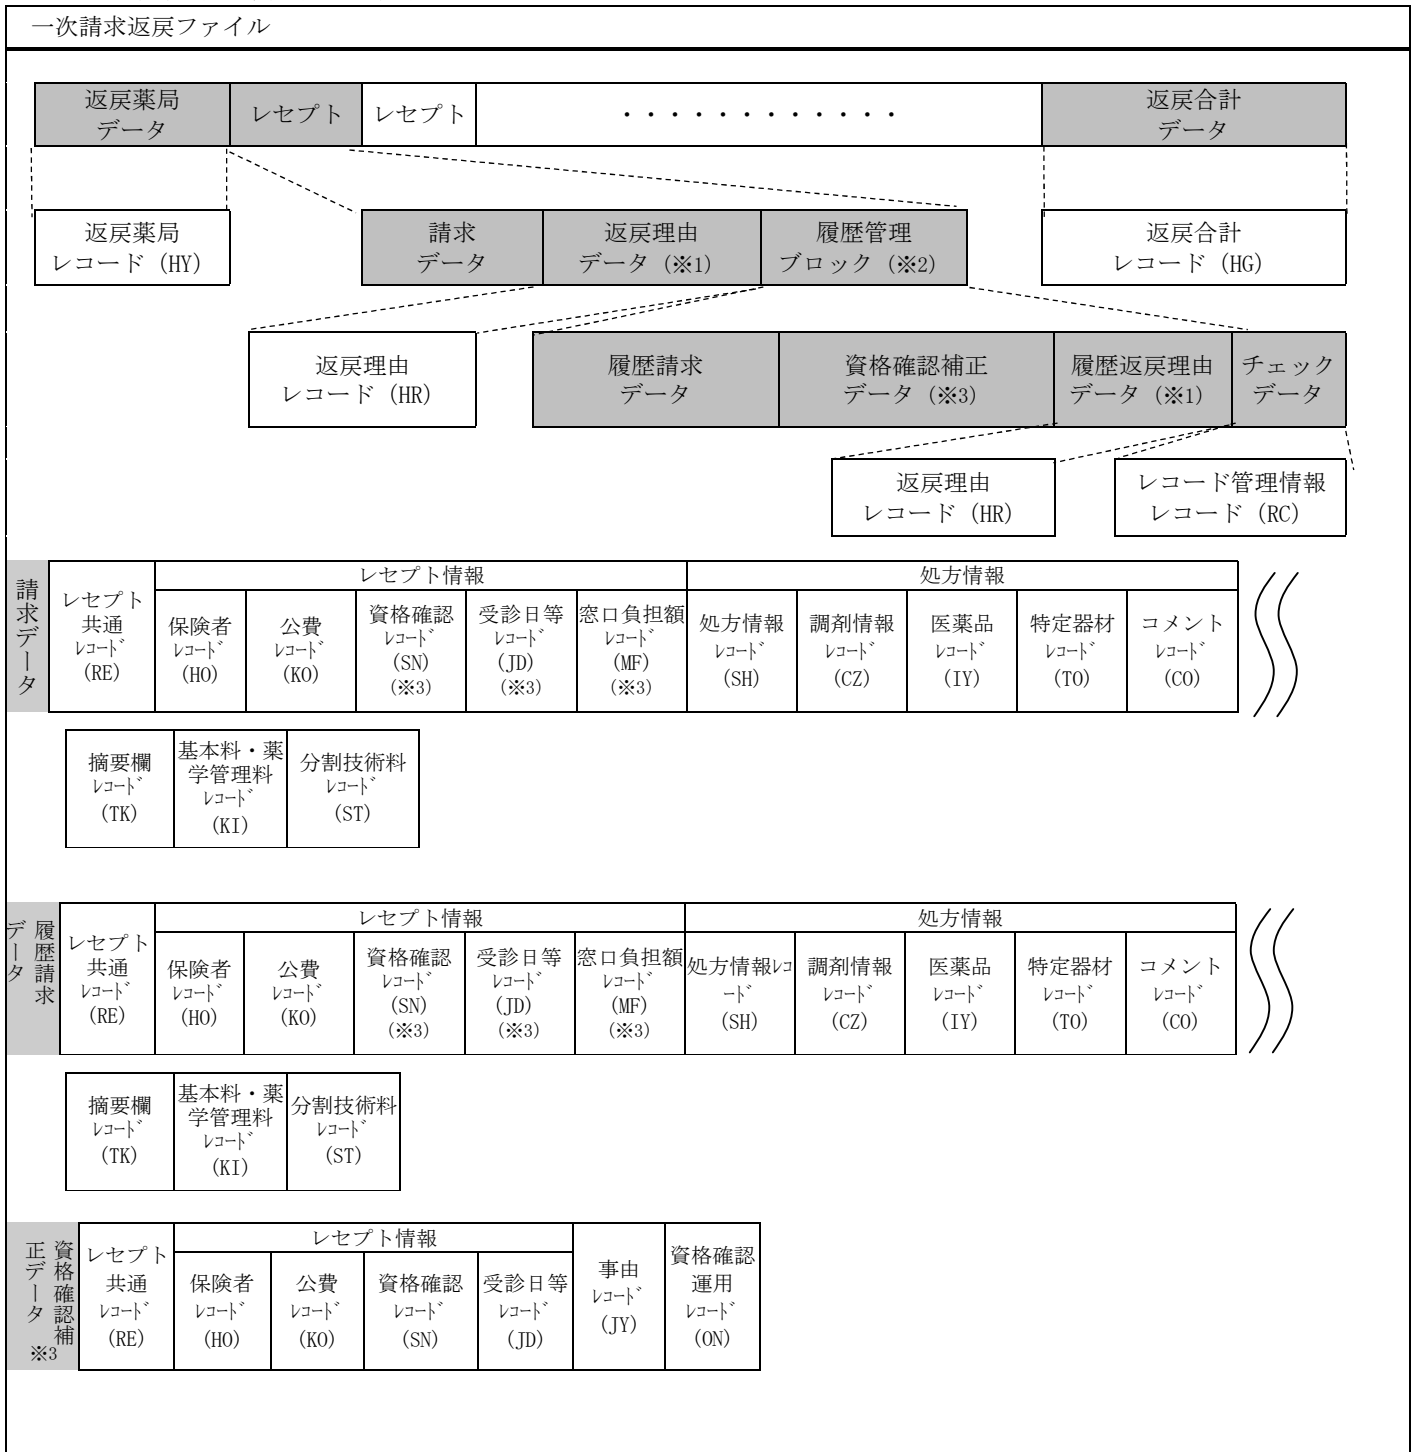 一次請求返戻ファイル
返戻薬局
データ
レセプト
レセプト
・・・・・・・・・・・・
返戻合計
データ
返戻薬局
レコード (HY)
請求
データ
返戻理由
データ (※1)
履歴管理
ブロック (※2)
返戻合計
レコード (HG)
返戻理由
レコード (HR)
履歴請求
データ
資格確認補正
データ (※3)
履歴返戻理由
データ (※1)
チェック
データ
返戻理由
レコード (HR)
レコード管理情報
レコード (RC)
請求データ
レセプト
共通
ﾚｺｰﾄﾞ
(RE)
レセプト情報
保険者
ﾚｺｰﾄﾞ
(HO)
公費
ﾚｺｰﾄﾞ
(KO)
資格確認
ﾚｺｰﾄﾞ
(SN)
(※3)
受診日等
ﾚｺｰﾄﾞ
(JD)
(※3)
窓口負担額
ﾚｺｰﾄﾞ
(MF)
(※3)
処方情報
処方情報
ﾚｺｰﾄﾞ
(SH)
調剤情報
ﾚｺｰﾄﾞ
(CZ)
医薬品
ﾚｺｰﾄﾞ
(IY)
特定器材
ﾚｺｰﾄﾞ
(TO)
コメント
ﾚｺｰﾄﾞ
(CO)
摘要欄
ﾚｺｰﾄﾞ
(TK)
基本料・薬
学管理料
ﾚｺｰﾄﾞ
(KI)
分割技術料
ﾚｺｰﾄﾞ
(ST)
履歴請求
データ
レセプト
共通
ﾚｺｰﾄﾞ
(RE)
レセプト情報
保険者
ﾚｺｰﾄﾞ
(HO)
公費
ﾚｺｰﾄﾞ
(KO)
資格確認
ﾚｺｰﾄﾞ
(SN)
(※3)
受診日等
ﾚｺｰﾄﾞ
(JD)
(※3)
窓口負担額
ﾚｺｰﾄﾞ
(MF)
(※3)
処方情報
処方情報ﾚｺ
ｰﾄﾞ
(SH)
調剤情報
ﾚｺｰﾄﾞ
(CZ)
医薬品
ﾚｺｰﾄﾞ
(IY)
特定器材
ﾚｺｰﾄﾞ
(TO)
コメント
ﾚｺｰﾄﾞ
(CO)
摘要欄
ﾚｺｰﾄﾞ
(TK)
基本料・薬
学管理料
ﾚｺｰﾄﾞ
(KI)
分割技術料
ﾚｺｰﾄﾞ
(ST)
資格確認補
正データ
※3
レセプト
共通
ﾚｺｰﾄﾞ
(RE)
レセプト情報
保険者
ﾚｺｰﾄﾞ
(HO)
公費
ﾚｺｰﾄﾞ
(KO)
資格確認
ﾚｺｰﾄﾞ
(SN)
受診日等
ﾚｺｰﾄﾞ
(JD)
事由
ﾚｺｰﾄﾞ
(JY)
資格確認
運用
ﾚｺｰﾄﾞ
(ON)